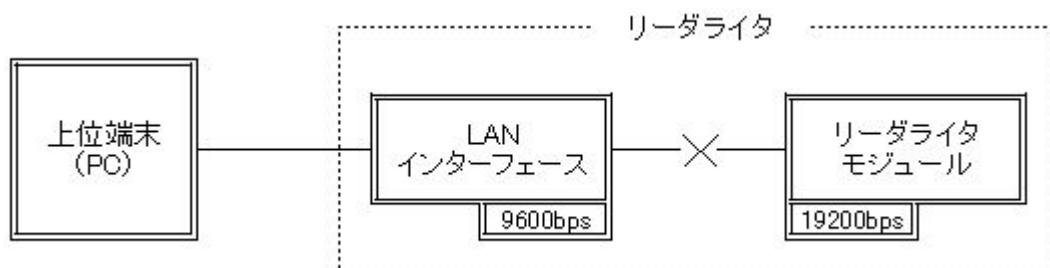 リーダライタ
上位端末
(PC)
LAN
インターフェース
9600bps
リーダライタ
モジュール
19200bps